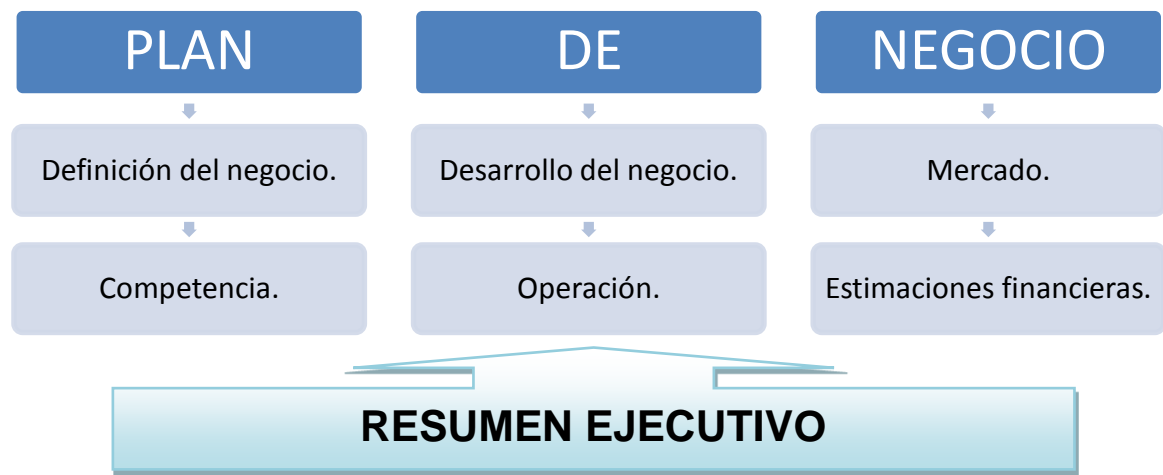 PLAN DE NEGOCIO
Definición del negocio. Desarrollo del negocio. Mercado.
Competencia. Operación. Estimaciones financieras.
RESUMEN EJECUTIVO